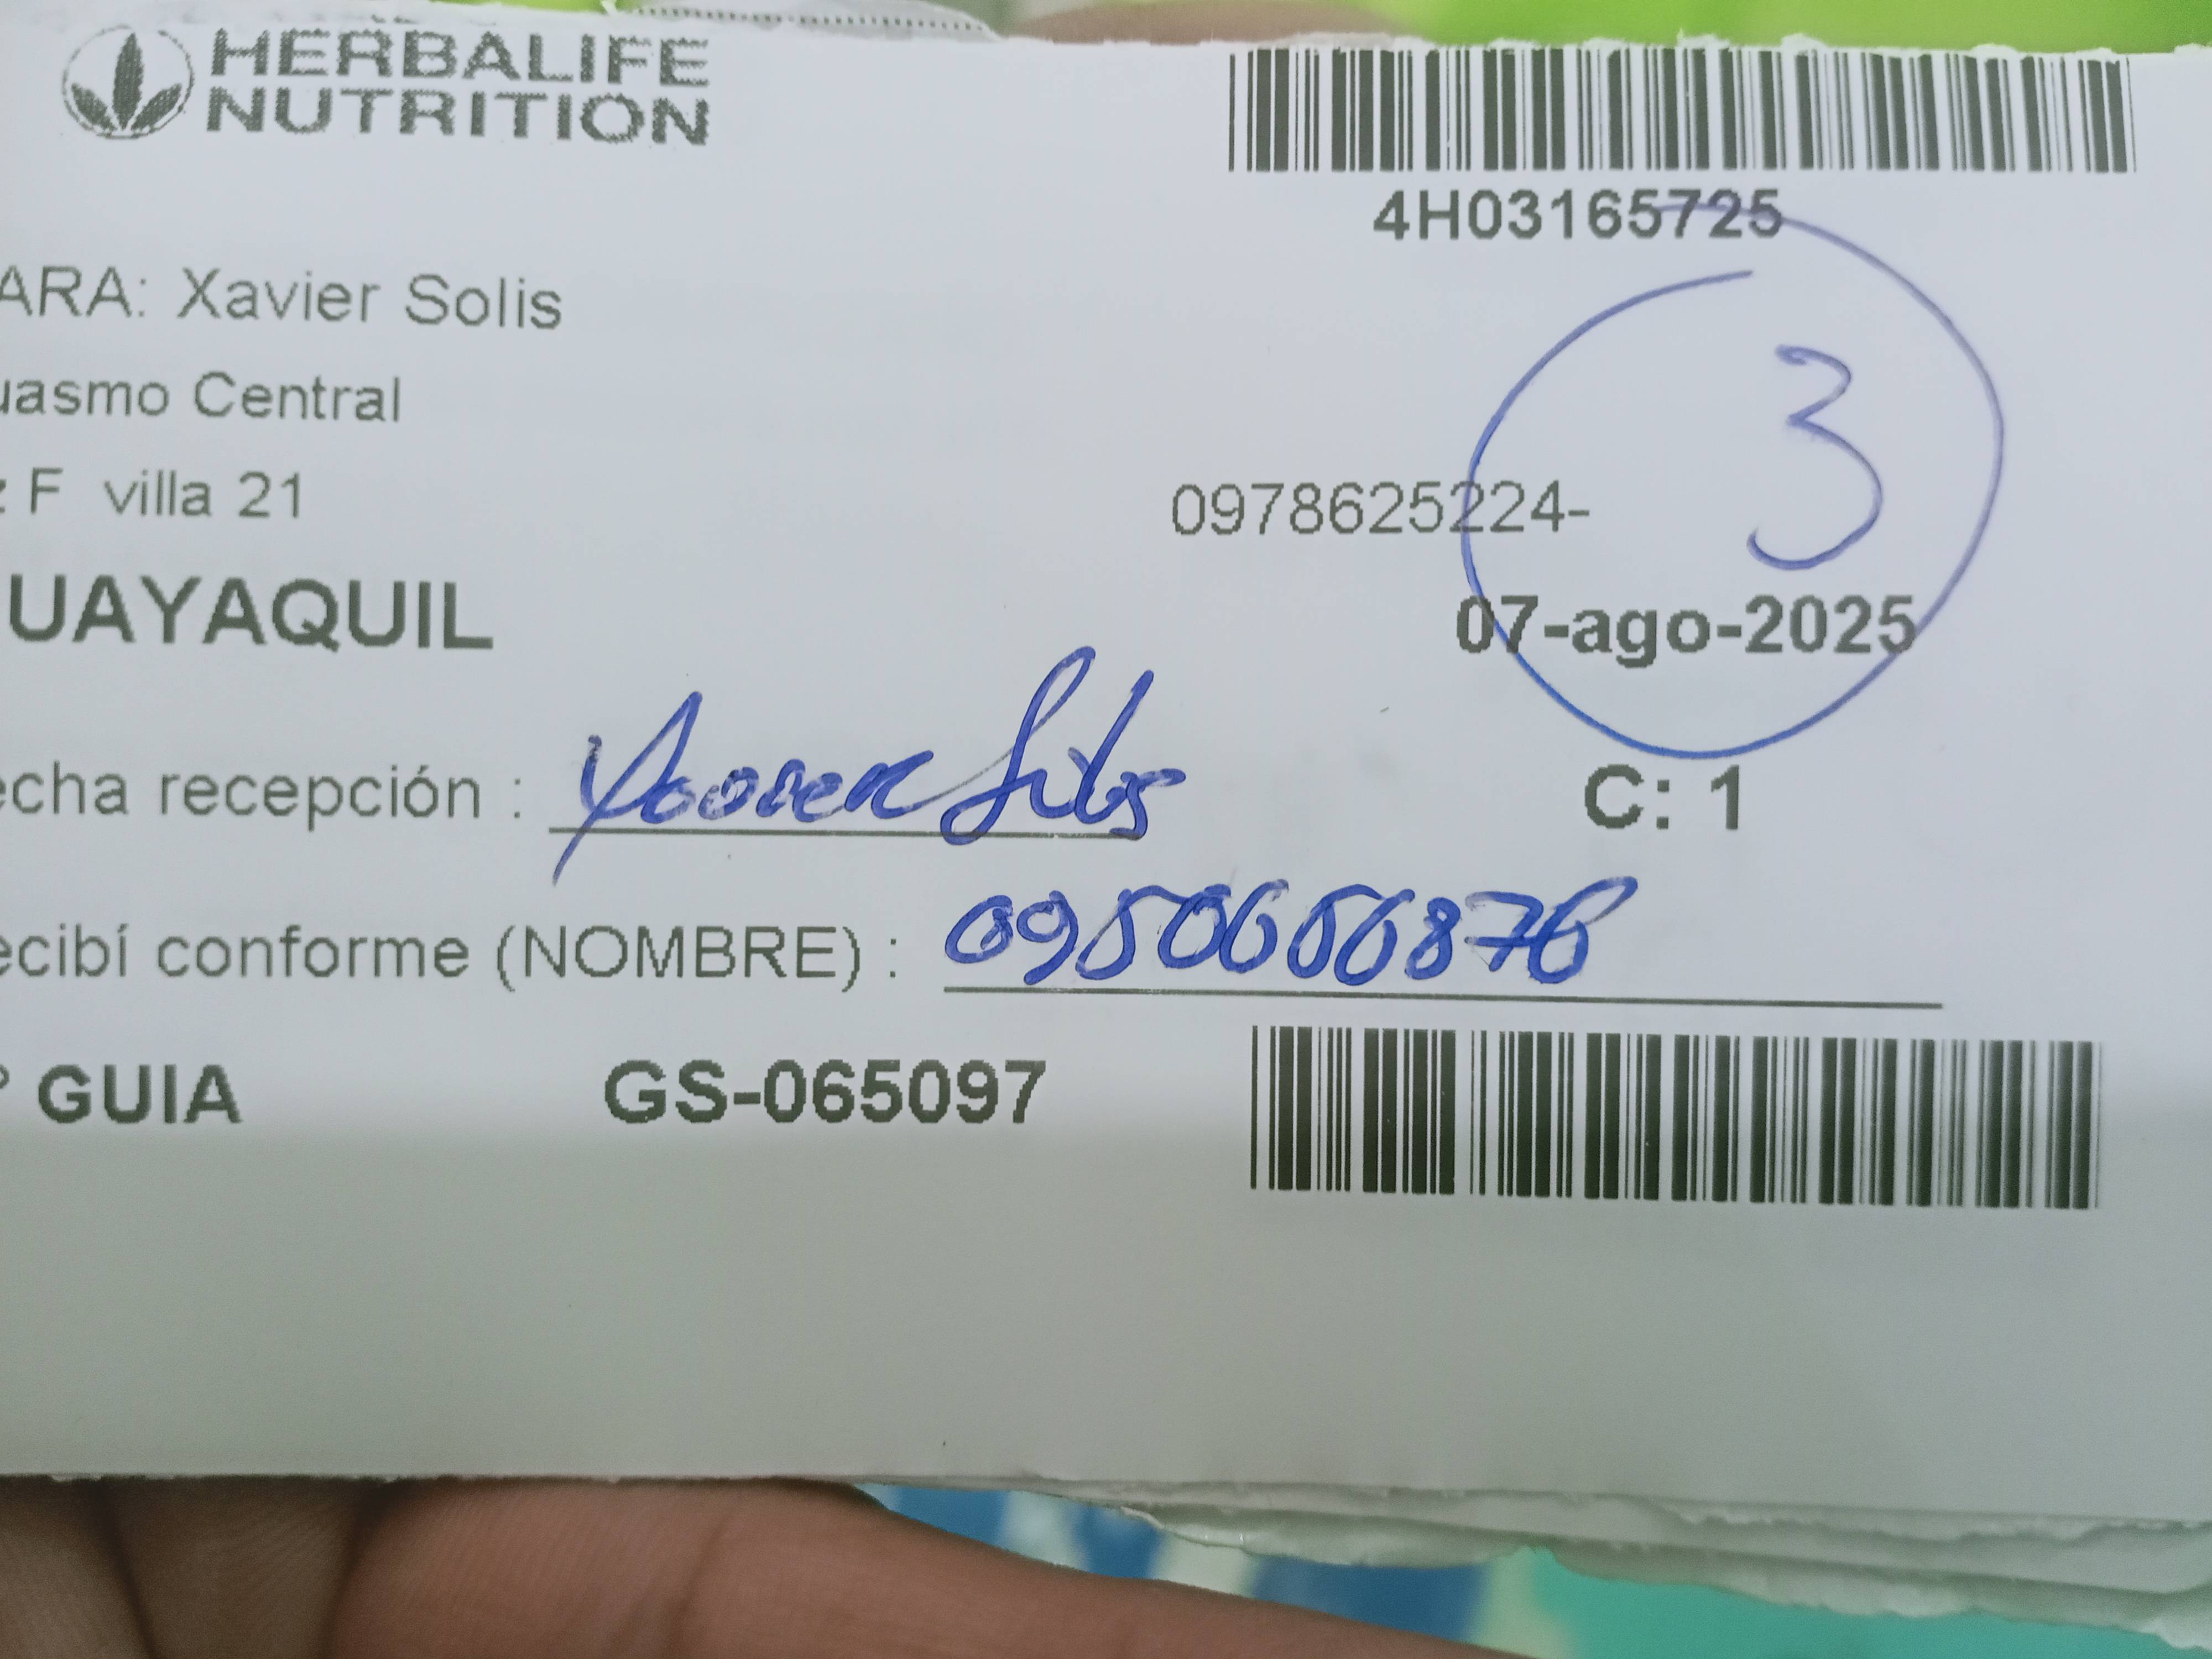 HERBALIFE
NUTRITION
4H03165725
ARA: Xavier Solis
3
uasmo Central
F villa 21
0978625224-
UAYAQUIL
07-ago-2025
echa recepción :
C: 1
ecibí conforme (NOMBRE) : 0950656876
° GUIA GS-065097